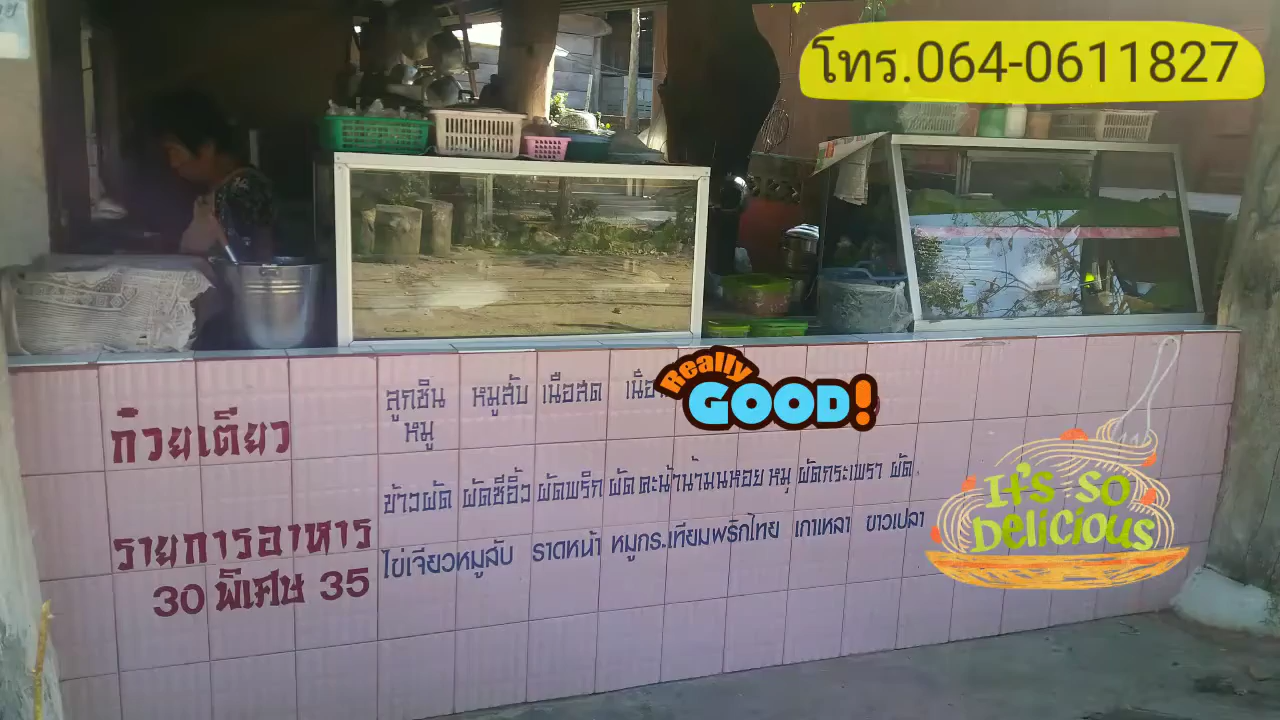 โทร.064-0611827
ก๋วยเตี๋ยว
ลูกชิ้นหมู หมูสับ เนื้อสด
Really
GOOD!
ข้าวผัด ผัดซีอิ้ว ผัดพริก ผัดคะน้าน้ำมันหอย หมู ผัดกระเพรา ผัด
รายการอาหาร
ไข่เจียวหมูสับ ราดหน้า หมูกระเทียมพริกไทย เกาเหลา ขาวเปลา
30 พิเศษ 35
It's so
Delicious